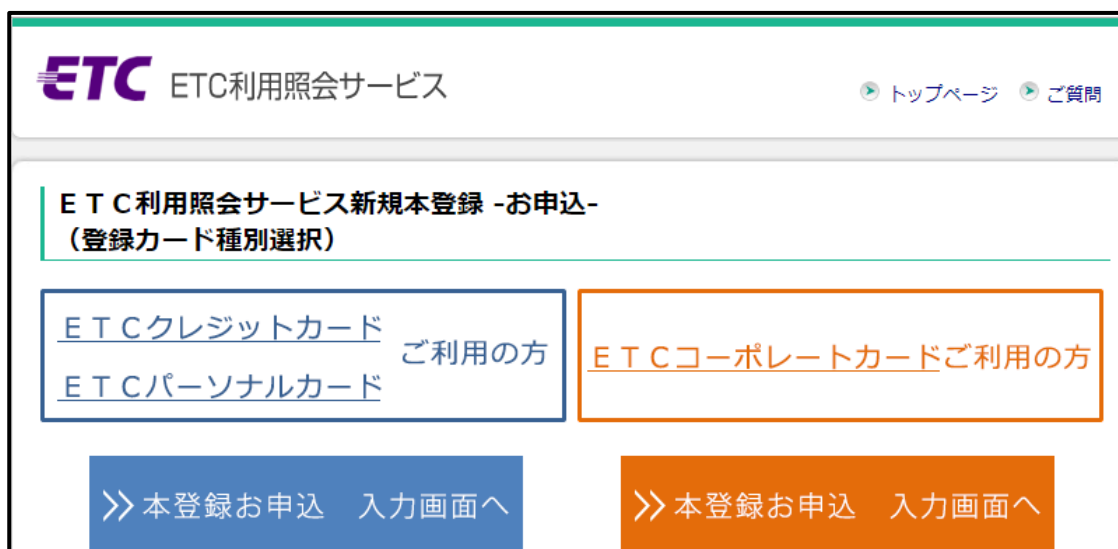 ETC ETC利用照会サービス
トップページ ご質問
ＥＴＣ利用照会サービス新規本登録 -お申込-
（登録カード種別選択）
ＥＴＣクレジットカード
ＥＴＣパーソナルカード
ご利用の方
ＥＴＣコーポレートカードご利用の方
>> 本登録お申込　入力画面へ
>> 本登録お申込　入力画面へ